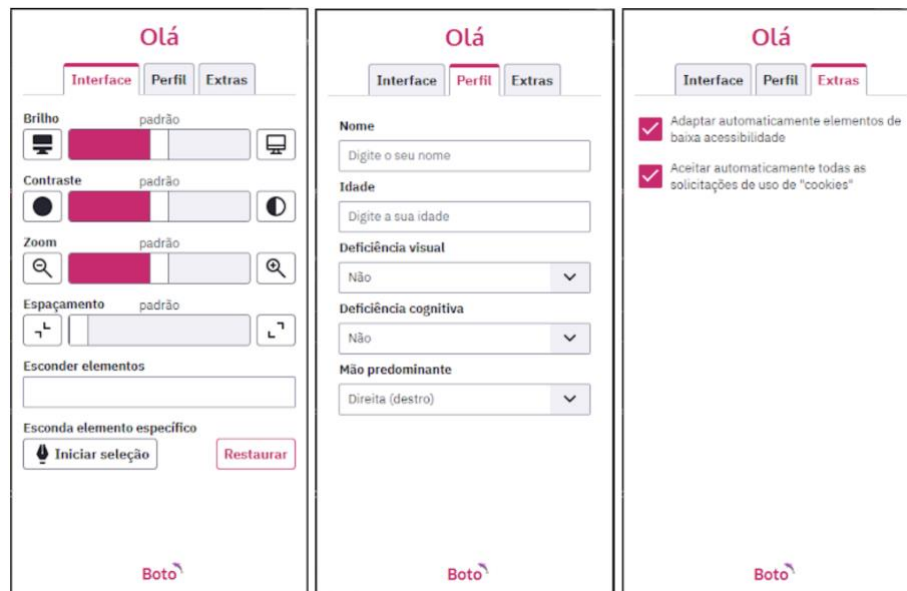 Olá
Interface Perfil Extras
Brilho padrão
Contraste padrão
Zoom padrão
Espaçamento padrão
Esconder elementos
Esconda elemento específico
Iniciar seleção Restaurar
Boto
Olá
Interface Perfil Extras
Nome
Digite o seu nome
Idade
Digite a sua idade
Deficiência visual
Não
Deficiência cognitiva
Não
Mão predominante
Direita (destro)
Boto
Olá
Interface Perfil Extras
Adaptar automaticamente elementos de
baixa acessibilidade
Aceitar automaticamente todas as
solicitações de uso de "cookies"
Boto